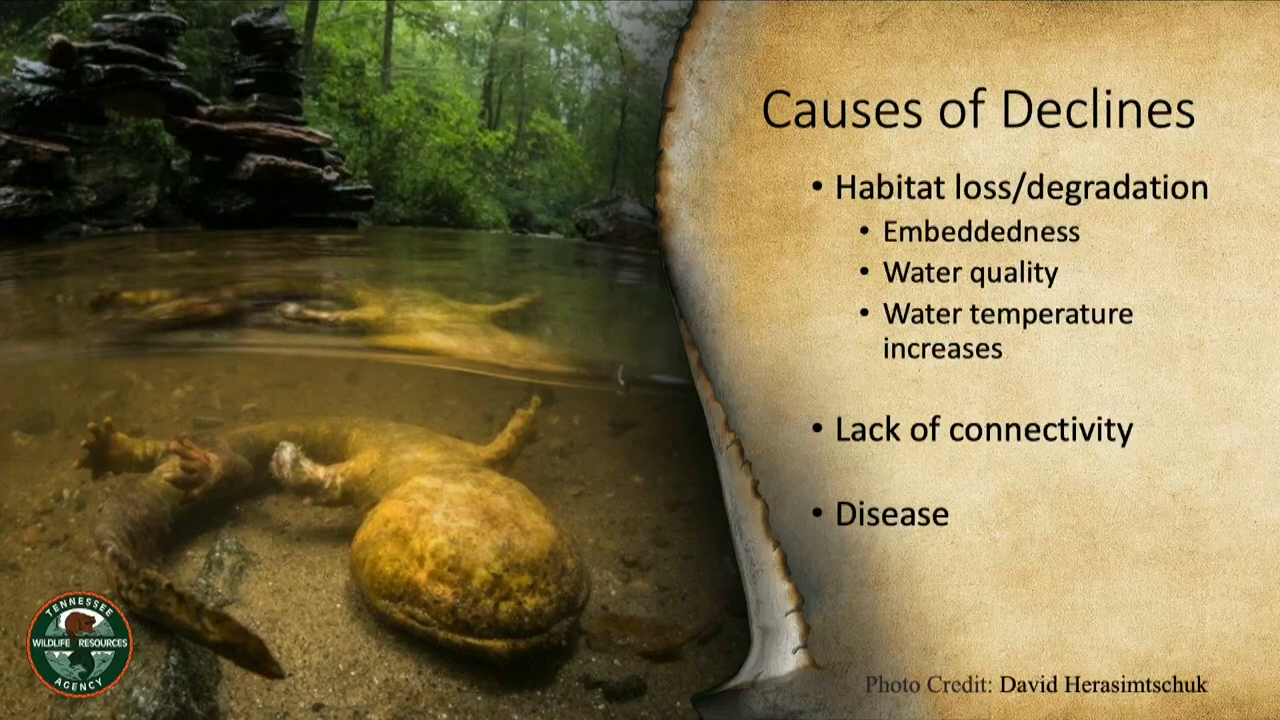 Causes of Declines
• Habitat loss/degradation
• Embeddedness
• Water quality
• Water temperature
increases
• Lack of connectivity
• Disease
TENNESSEE
WILDLIFE RESOURCES
AGENCY
Photo Credit: David Herasimtschuk